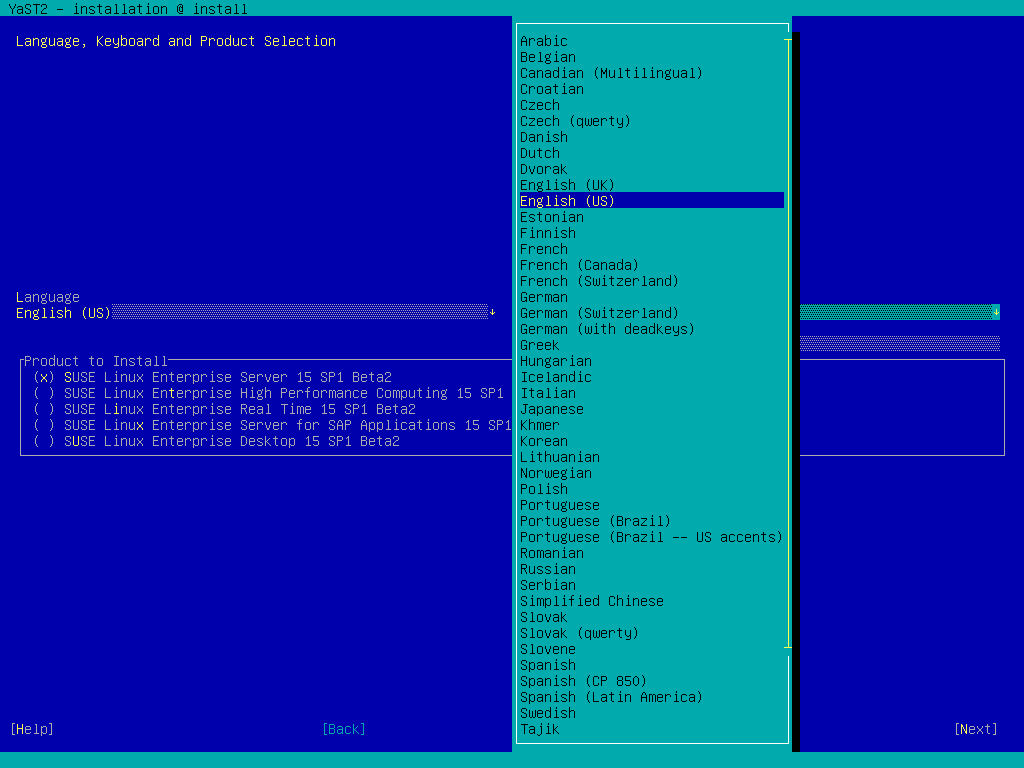 YaST2 - installation @ install
Language, Keyboard and Product Selection
Language
English (US)
Product to Install
(x) SUSE Linux Enterprise Server 15 SP1 Beta2
( ) SUSE Linux Enterprise High Performance Computing 15 SP1
( ) SUSE Linux Enterprise Real Time 15 SP1 Beta2
( ) SUSE Linux Enterprise Server for SAP Applications 15 SP1
( ) SUSE Linux Enterprise Desktop 15 SP1 Beta2
Arabic
Belgian
Canadian (Multilingual)
Croatian
Czech
Czech (qwerty)
Danish
Dutch
Dvorak
English (UK)
English (US)
Estonian
Finnish
French
French (Canada)
French (Switzerland)
German
German (Switzerland)
German (with deadkeys)
Greek
Hungarian
Icelandic
Italian
Japanese
Khmer
Korean
Lithuanian
Norwegian
Polish
Portuguese
Portuguese (Brazil)
Portuguese (Brazil -- US accents)
Romanian
Russian
Serbian
Simplified Chinese
Slovak
Slovak (qwerty)
Slovene
Spanish
Spanish (CP 850)
Spanish (Latin America)
Swedish
Tajik
[Help]
[Back]
[Next]